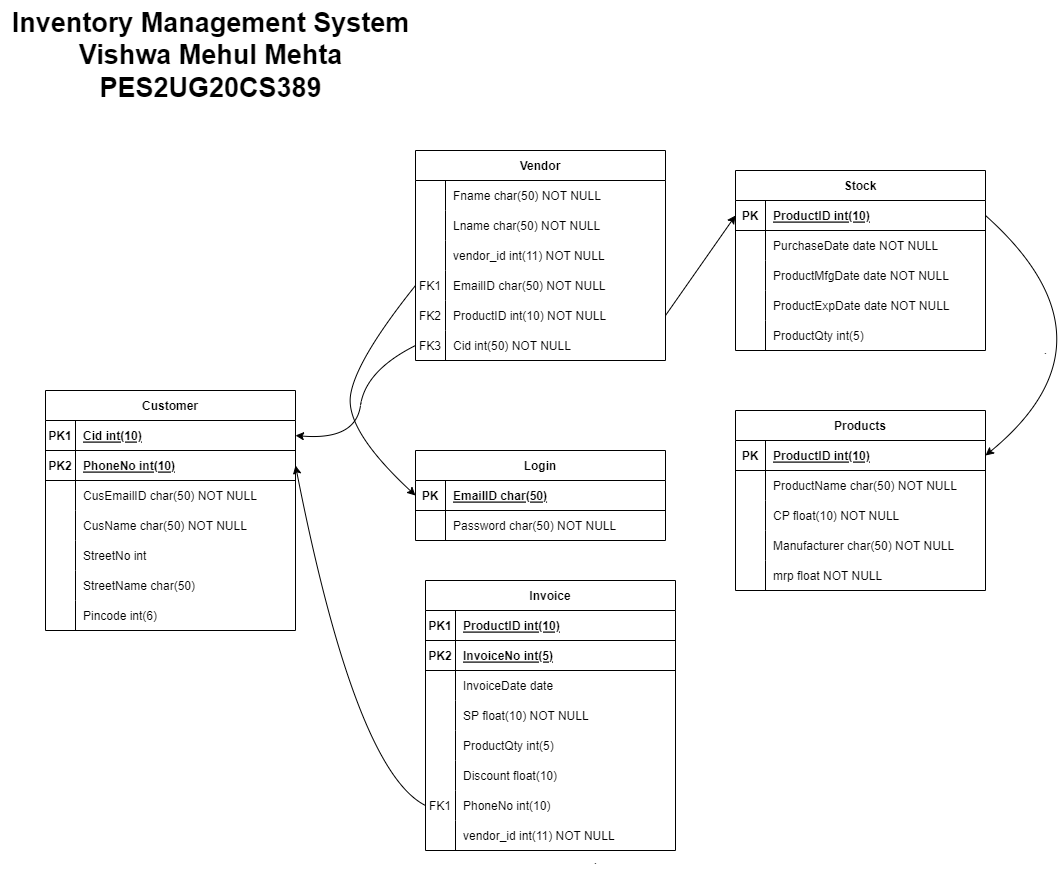 Inventory Management System
Vishwa Mehul Mehta
PES2UG20CS389
Vendor
Fname char(50) NOT NULL
Lname char(50) NOT NULL
vendor_id int(11) NOT NULL
FK1 EmailID char(50) NOT NULL
FK2 ProductID int(10) NOT NULL
FK3 Cid int(50) NOT NULL
Stock
PK ProductID int(10)
PurchaseDate date NOT NULL
ProductMfgDate date NOT NULL
ProductExpDate date NOT NULL
ProductQty int(5)
Customer
PK1 Cid int(10)
PK2 PhoneNo int(10)
CusEmailID char(50) NOT NULL
CusName char(50) NOT NULL
StreetNo int
StreetName char(50)
Pincode int(6)
Login
PK EmailID char(50)
Password char(50) NOT NULL
Products
PK ProductID int(10)
ProductName char(50) NOT NULL
CP float(10) NOT NULL
Manufacturer char(50) NOT NULL
mrp float NOT NULL
Invoice
PK1 ProductID int(10)
PK2 InvoiceNo int(5)
InvoiceDate date
SP float(10) NOT NULL
ProductQty int(5)
Discount float(10)
FK1 PhoneNo int(10)
vendor_id int(11) NOT NULL